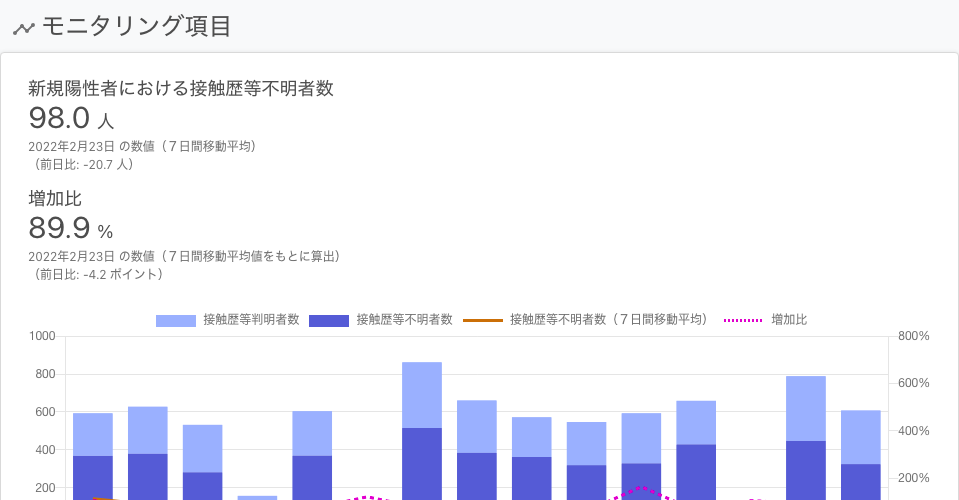 モニタリング項目
新規陽性者における接触歴等不明者数
98.0 人
2022年2月23日 の数値（７日間移動平均）
（前日比: -20.7 人）
増加比
89.9 %
2022年2月23日 の数値（７日間移動平均値をもとに算出）
（前日比: -4.2 ポイント）
接触歴等判明者数 接触歴等不明者数 接触歴等不明者数（７日間移動平均） 増加比
1000 800%
800
600% 
600
400%
400
200%
200